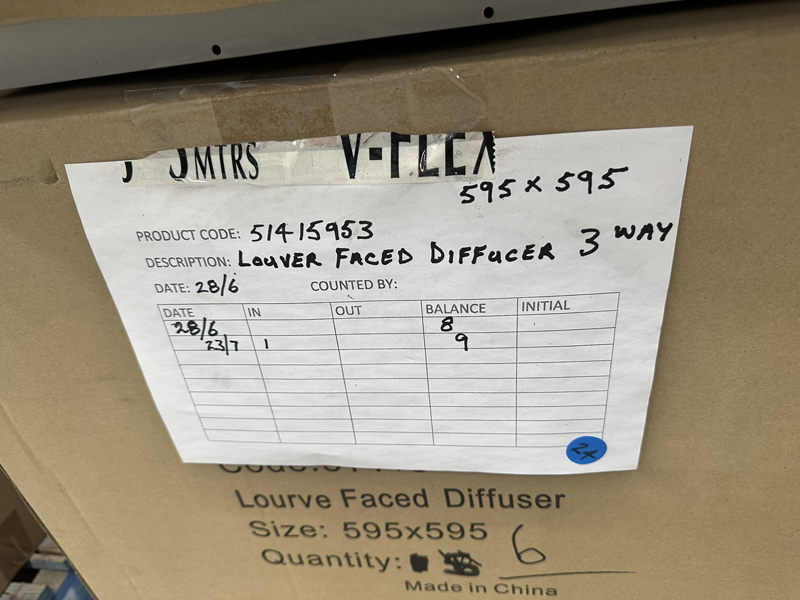 MTRS V-FLEX
595 x 595
PRODUCT CODE: 51415953
DESCRIPTION: LOUVER FACED DIFFUCER 3 WAY
DATE: 28/6 COUNTED BY:
DATE IN OUT BALANCE INITIAL
28/6 8
23/7 1 9
24
Lourve Faced Diffuser
Size: 595x595
Quantity: 6
Made in China